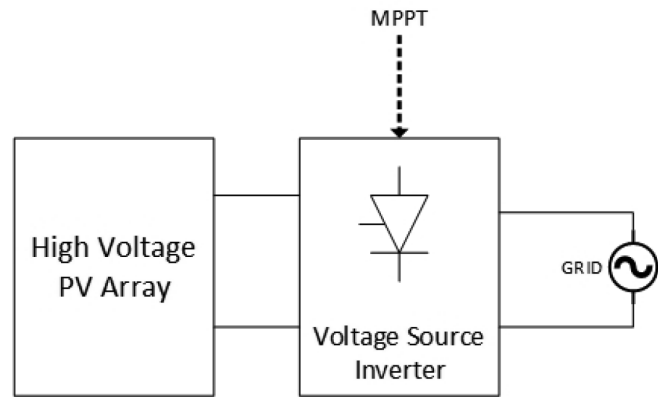 MPPT
High Voltage
PV Array
Voltage Source
Inverter
GRID